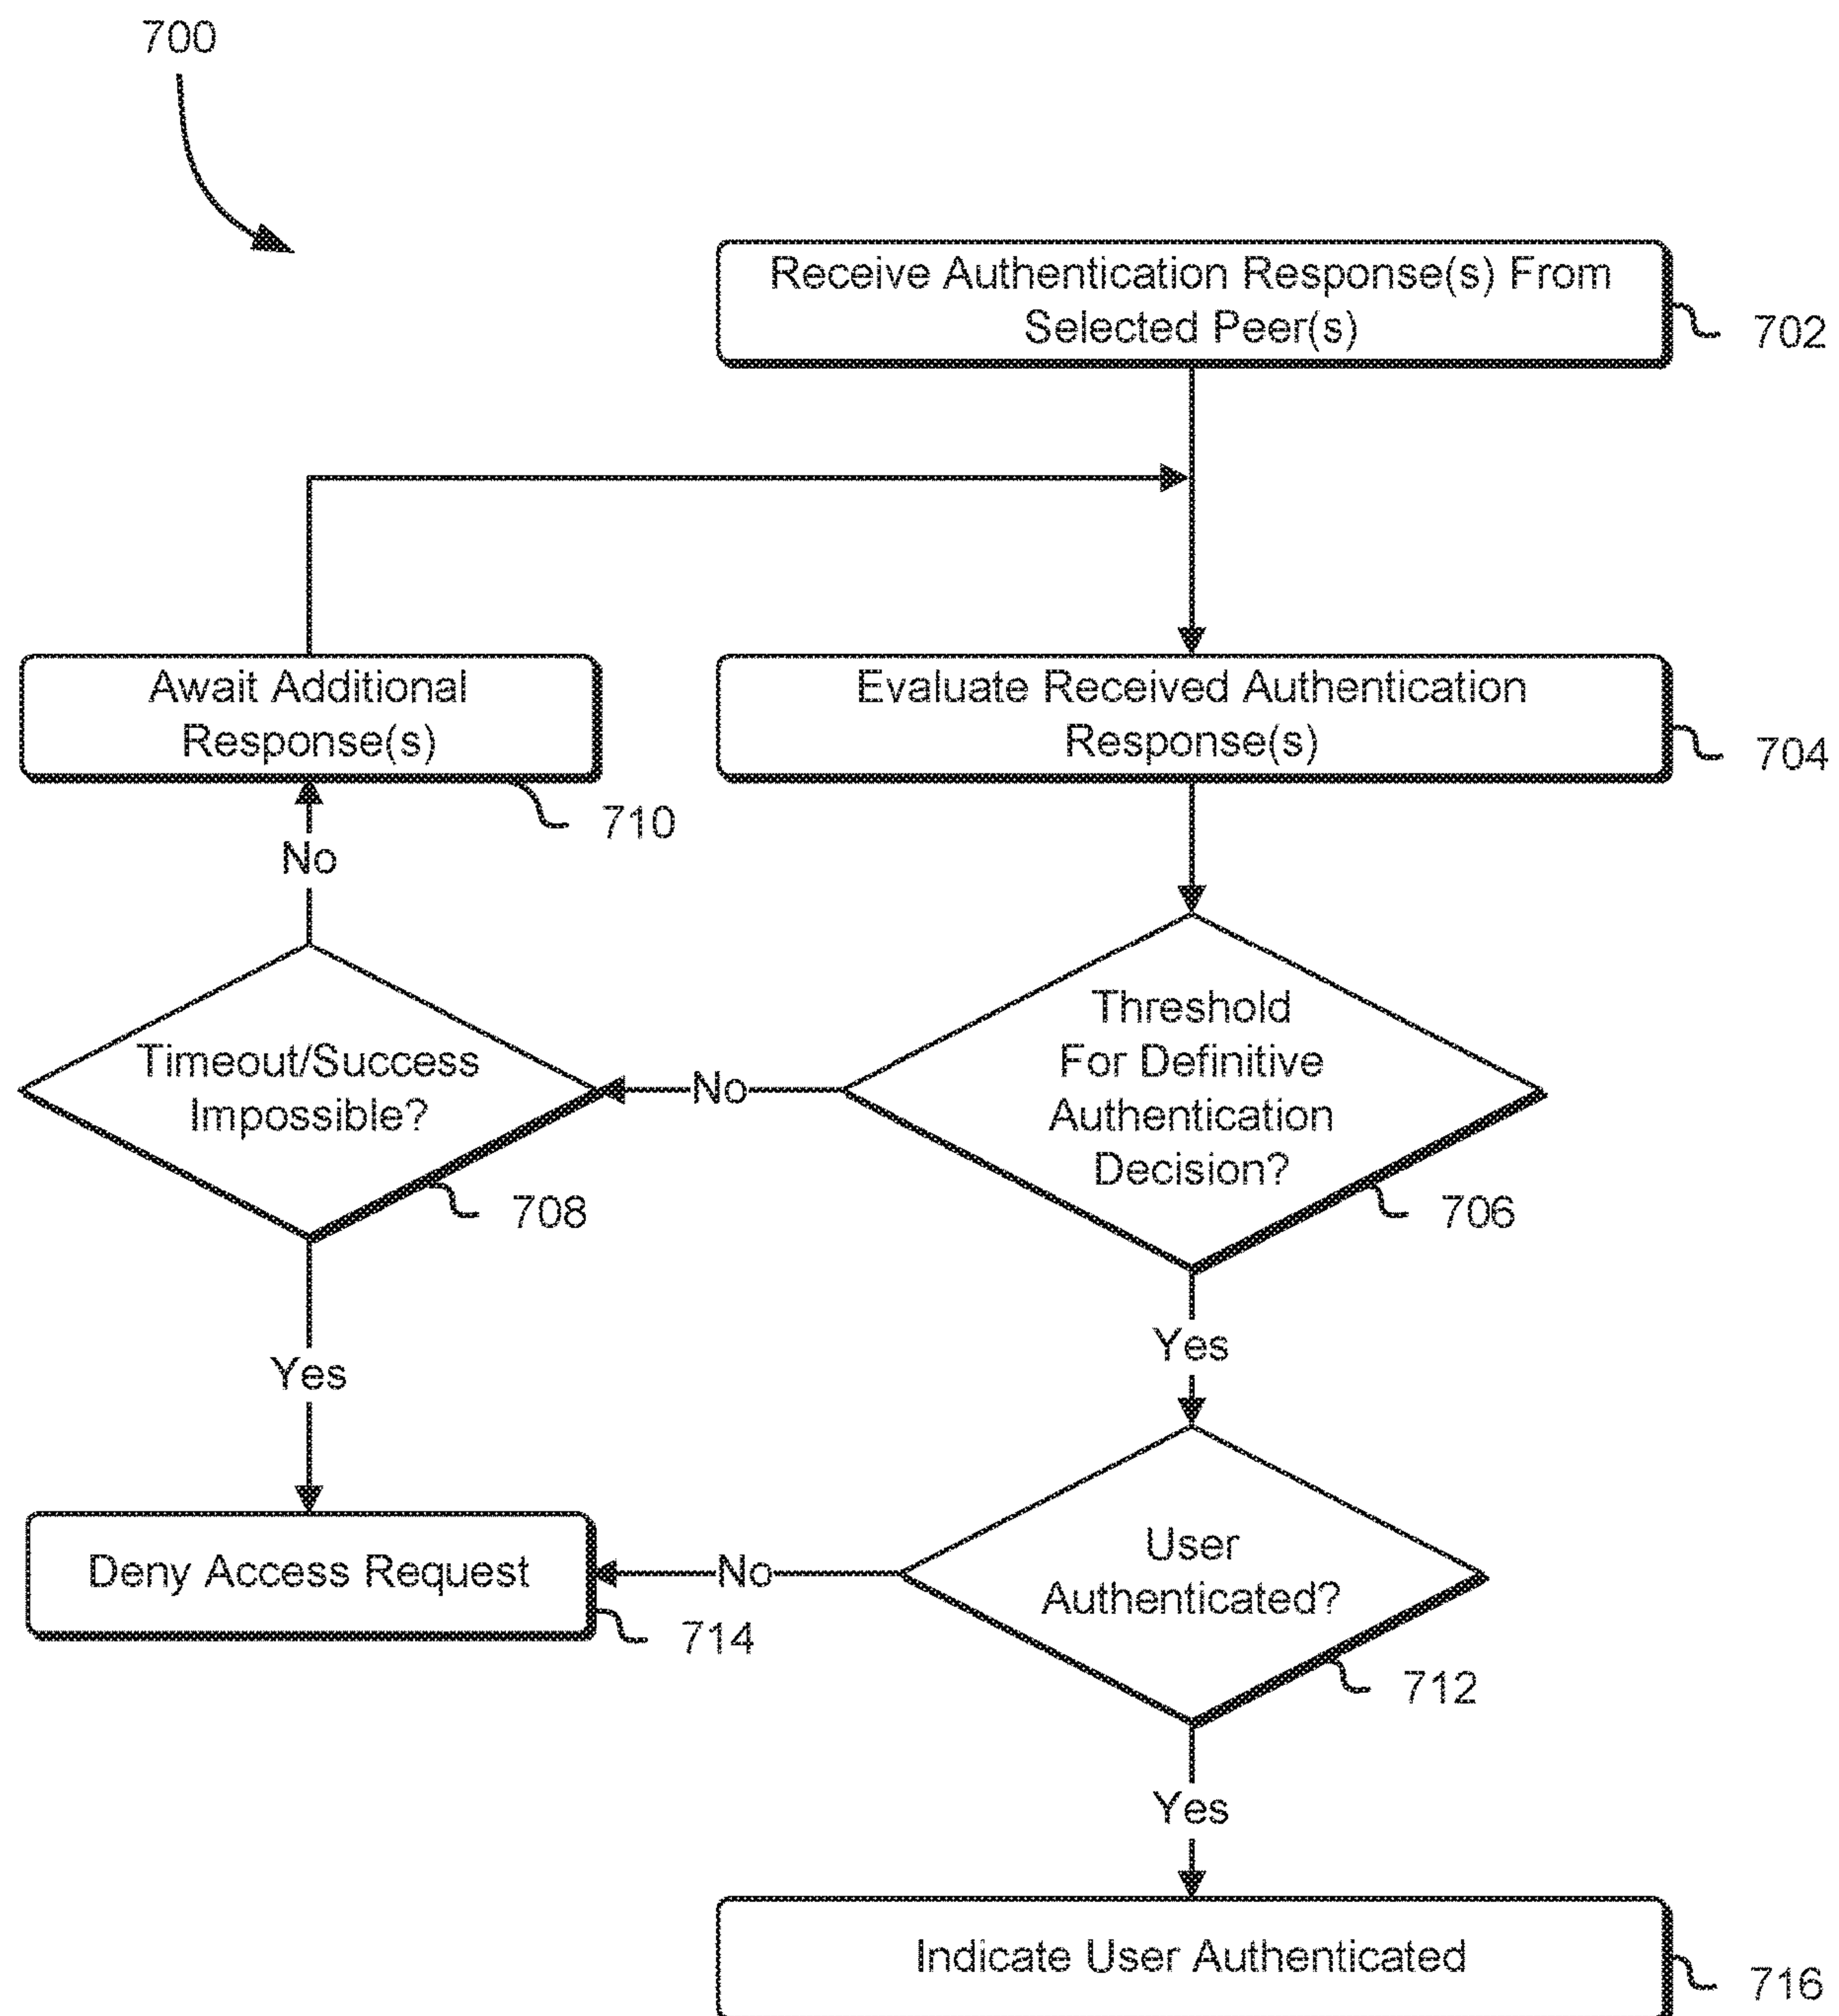 700
Receive Authentication Response(s) From
Selected Peer(s)
702
Await Additional
Response(s)
710
Evaluate Received Authentication
Response(s)
704
No
Timeout/Success
Impossible?
708
No
Threshold
For Definitive
Authentication
Decision?
706
Yes
Yes
Deny Access Request
714
No
User
Authenticated?
712
Yes
Indicate User Authenticated
716